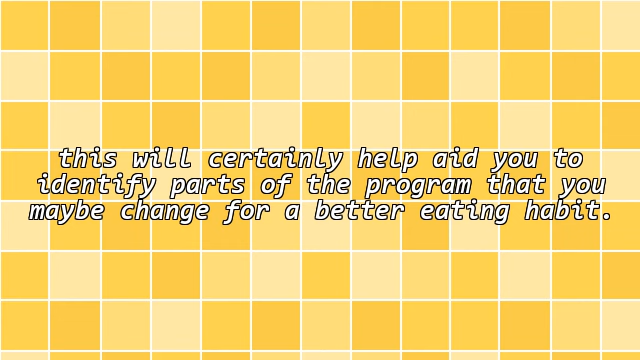 this will certainly help aid you to
identify parts of the program that you
maybe change for a better eating habit.